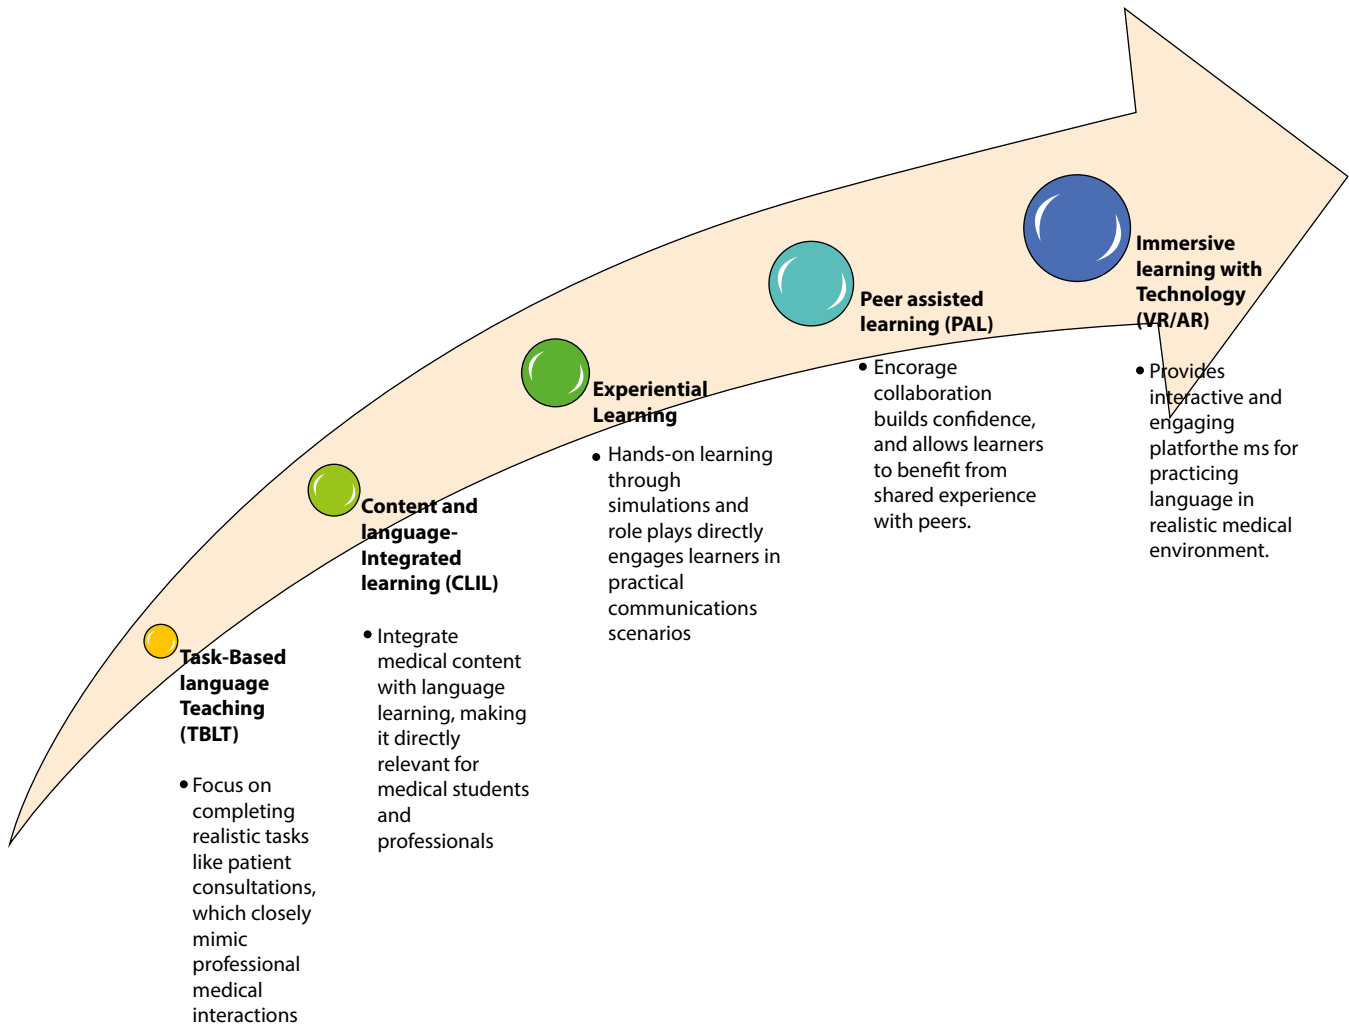 Task-Based
language
Teaching
(TBLT)
• Focus on
completing
realistic tasks
like patient
consultations,
which closely
mimic
professional
medical
interactions
Content and
language-
Integrated
learning (CLIL)
• Integrate
medical content
with language
learning, making
it directly
relevant for
medical students
and
professionals
Experiential
Learning
• Hands-on learning
through
simulations and
role plays directly
engages learners in
practical
communications
scenarios
Peer assisted
learning (PAL)
• Encorage
collaboration
builds confidence,
and allows learners
to benefit from
shared experience
with peers.
Immersive
learning with
Technology
(VR/AR)
• Provides
interactive and
engaging
platforthe ms for
practicing
language in
realistic medical
environment.